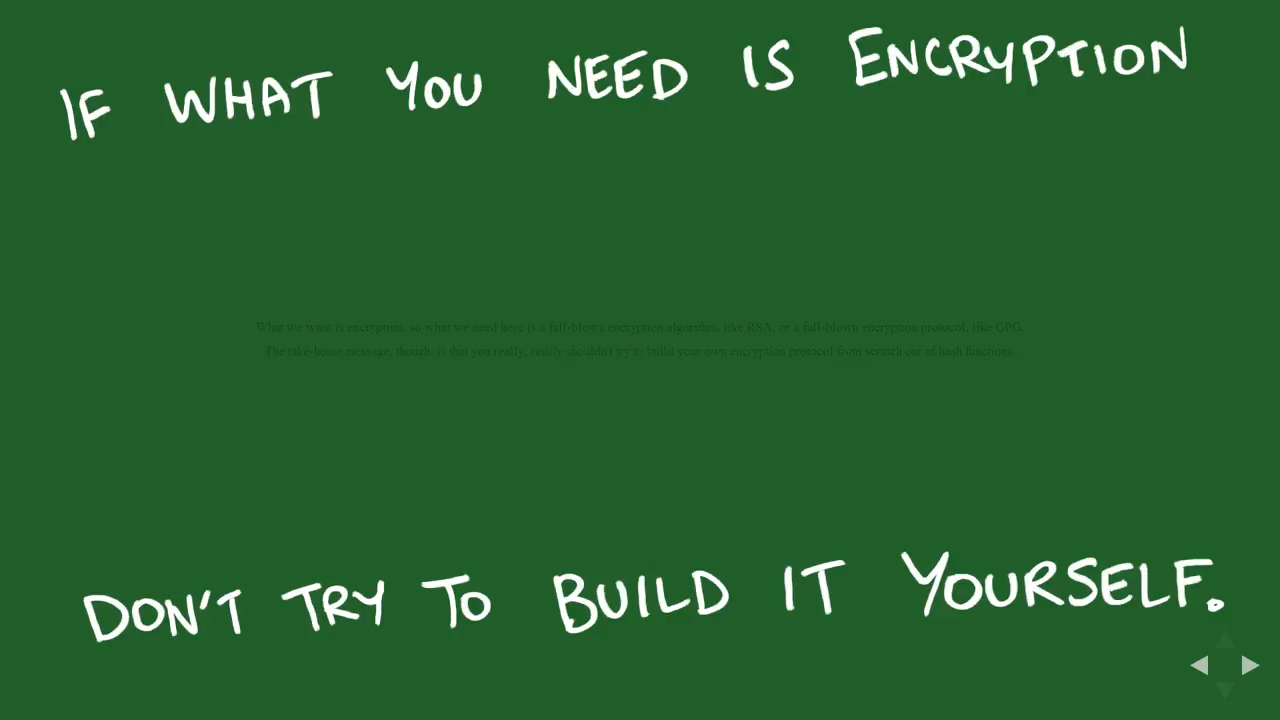 IF WHAT YOU NEED IS ENCRYPTION
What we want is encryption, so what we need here is a full-blown encryption algorithm, like RSA, or a full-blown encryption protocol, like GPG.
The take-home message, though, is that you really, really shouldn't try to build your own encryption protocol from scratch out of hash functions...
DON'T TRY TO BUILD IT YOURSELF.